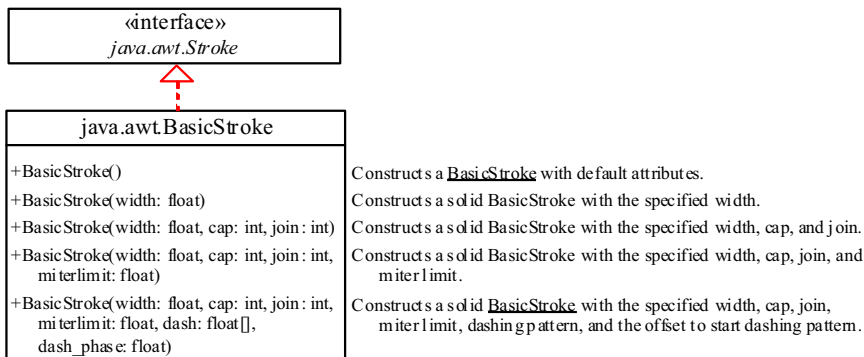 «interface»
java.awt.Stroke
java.awt.BasicStroke
+BasicStroke()
Constructs a BasicStroke with default attributes.
+BasicStroke(width: float)
Constructs a solid BasicStroke with the specified width.
+BasicStroke(width: float, cap: int, join: int)
Constructs a solid BasicStroke with the specified width, cap, and join.
+BasicStroke(width: float, cap: int, join: int,
miterlimit: float)
Constructs a solid BasicStroke with the specified width, cap, join, and
miter limit.
+BasicStroke(width: float, cap: int, join: int,
miterlimit: float, dash: float[],
dash_phase: float)
Constructs a solid BasicStroke with the specified width, cap, join,
miter limit, dashing pattern, and the offset to start dashing pattern.